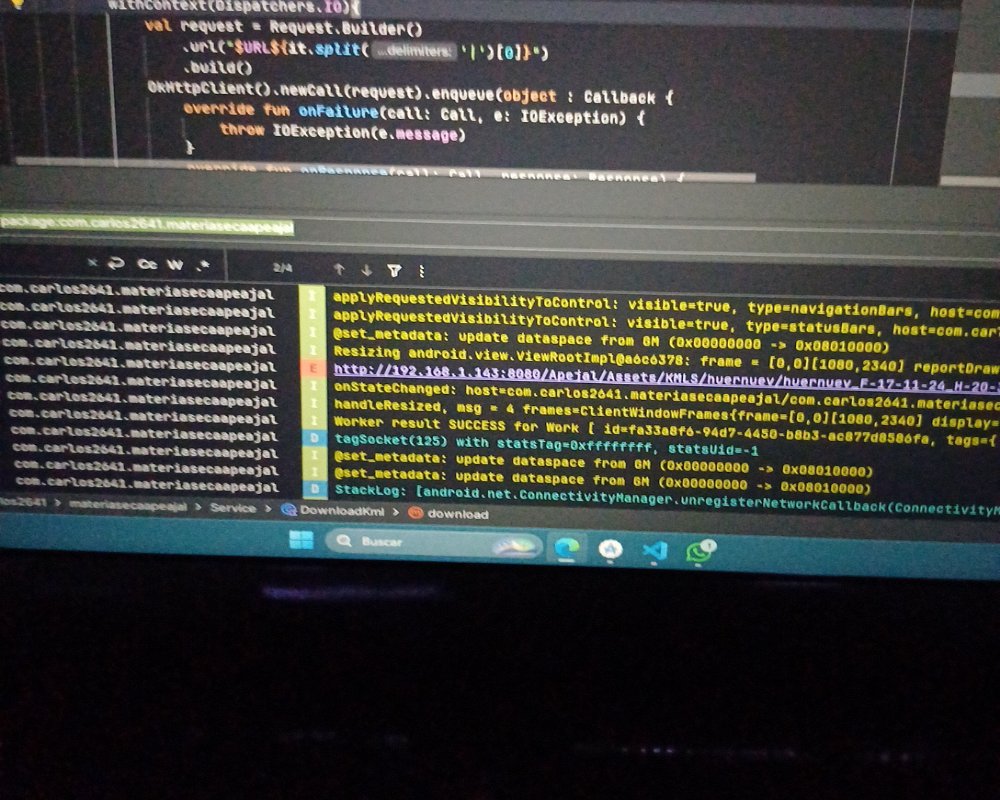 withContext(Dispatchers.IO){
val request = Request.Builder()
.url("$URL${it.split( ...delimiters: '|')[0]}")
.build()
OkHttpClient().newCall(request).enqueue(object : Callback {
override fun onFailure(call: Call, e: IOException) {
throw IOException(e.message)
}
override fun onResponse(call: Call, response: Response) {
package:com.carlos2641.materiasecaapeajal
× Cc W .* 2/4
com.carlos2641.materiasecaapeajal I applyRequestedVisibilityToControl: visible=true, type=navigationBars, host=com
com.carlos2641.materiasecaapeajal I applyRequestedVisibilityToControl: visible=true, type=statusBars, host=com.car
com.carlos2641.materiasecaapeajal I @set_metadata: update dataspace from GM (0x00000000 -> 0x08010000)
com.carlos2641.materiasecaapeajal I Resizing android.view.ViewRootImpl@a6c6378: frame = [0,0][1080,2340] reportDraw
com.carlos2641.materiasecaapeajal E http://192.168.1.143:8080/Apejal/Assets/KMLS/huernuev/huernuev_F-17-11-24_H-20-
com.carlos2641.materiasecaapeajal I onStateChanged: host=com.carlos2641.materiasecaapeajal/com.carlos2641.materiasec
com.carlos2641.materiasecaapeajal I handleResized, msg = 4 frames=ClientWindowFrames{frame=[0,0][1080,2340] display=
com.carlos2641.materiasecaapeajal I Worker result SUCCESS for Work [ id=fa33a8f6-94d7-4450-b8b3-ac877d8586fa, tags={
com.carlos2641.materiasecaapeajal D tagSocket(125) with statsTag=0xffffffff, statsUid=-1
com.carlos2641.materiasecaapeajal I @set_metadata: update dataspace from GM (0x00000000 -> 0x08010000)
com.carlos2641.materiasecaapeajal I @set_metadata: update dataspace from GM (0x00000000 -> 0x08010000)
com.carlos2641.materiasecaapeajal D StackLog: [android.net.ConnectivityManager.unregisterNetworkCallback(ConnectivityM
los2641 > materiasecaapeajal > Service > DownloadKml > download
Buscar
1